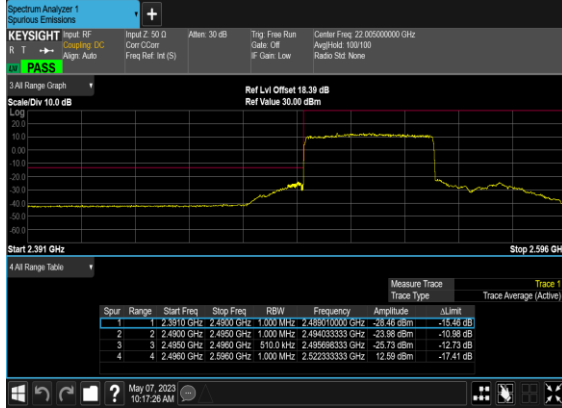 Spectrum Analyzer 1
Spurious Emissions
+
KEYSIGHT Input: RF Input Z: 50 Ω Atten: 30 dB Trig: Free Run Center Freq: 22.005000000 GHz
R T Coupling: DC Corr CCorr Gate: Off Avg|Hold: 100/100
Align: Auto Freq Ref: Int (S) IF Gain: Low Radio Std: None
PASS
3 All Range Graph
Ref Lvl Offset 18.39 dB
Scale/Div 10.0 dB Ref Value 30.00 dBm
Log
20.0
10.0
0.00
-10.0
-20.0
-30.0
-40.0
-50.0
-60.0
Start 2.391 GHz Stop 2.596 GH
4 All Range Table
Measure Trace Trace 1
Trace Type Trace Average (Active)
Spur Range Start Freq Stop Freq RBW Frequency Amplitude ΔLimit
1 1 2.3910 GHz 2.4900 GHz 1.000 MHz 2.489010000 GHz -28.46 dBm -15.46 dB
2 2 2.4900 GHz 2.4950 GHz 1.000 MHz 2.494033333 GHz -23.98 dBm -10.98 dB
3 3 2.4950 GHz 2.4960 GHz 510.0 kHz 2.495698333 GHz -25.73 dBm -12.73 dB
4 4 2.4960 GHz 2.5960 GHz 1.000 MHz 2.522333333 GHz 12.59 dBm -17.41 dB
? May 07, 2023
10:17:26 AM